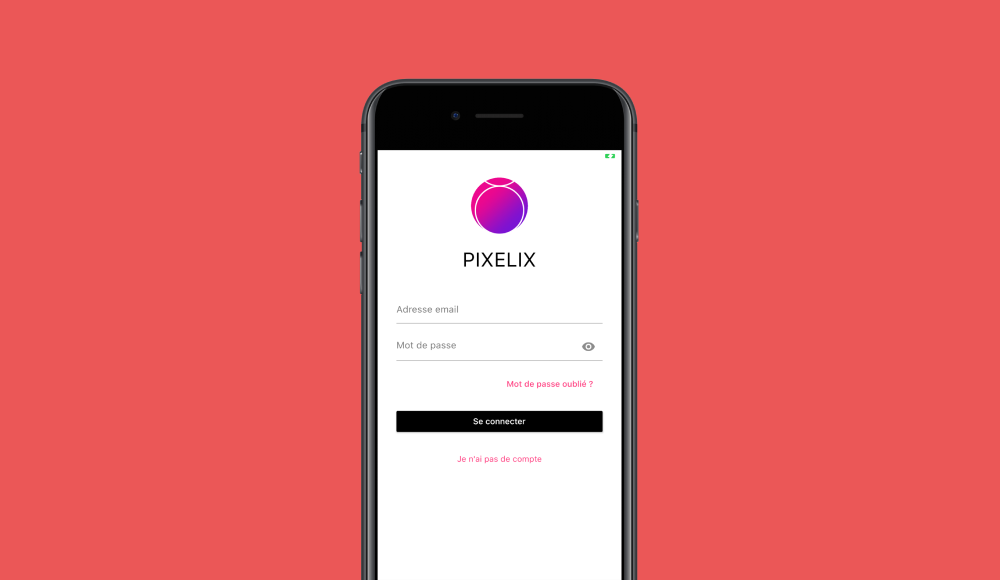 PIXELIX
Adresse email
Mot de passe
Mot de passe oublié ?
Se connecter
Je n'ai pas de compte